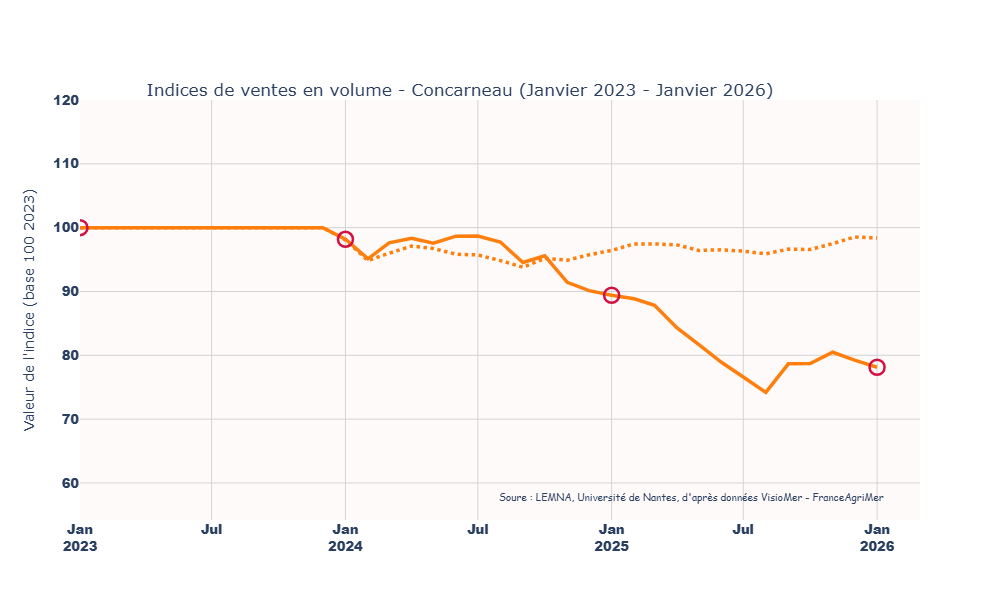 Indices de ventes en volume - Concarneau (Janvier 2023 - Janvier 2026)
Valeur de l'indice (base 100 2023)
120
110
100
90
80
70
60
Soure : LEMNA, Université de Nantes, d'après données VisioMer - FranceAgriMer
Jan Jul Jan Jul Jan Jul Jan
2023 2024 2025 2026